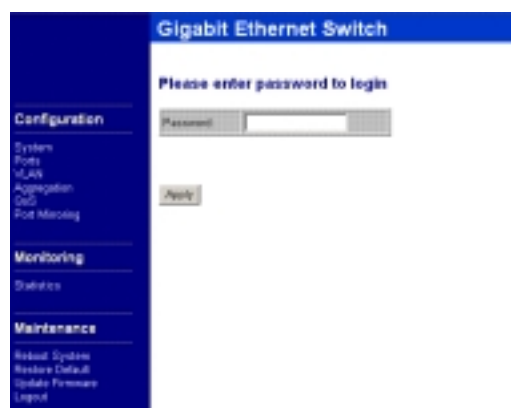 Gigabit Ethernet Switch
Please enter password to login
Password:
Apply
Configuration
System
Ports
VLAN
Aggregation
QoS
Port Mirroring
Monitoring
Statistics
Maintenance
Reboot System
Restore Default
Update Firmware
Logout